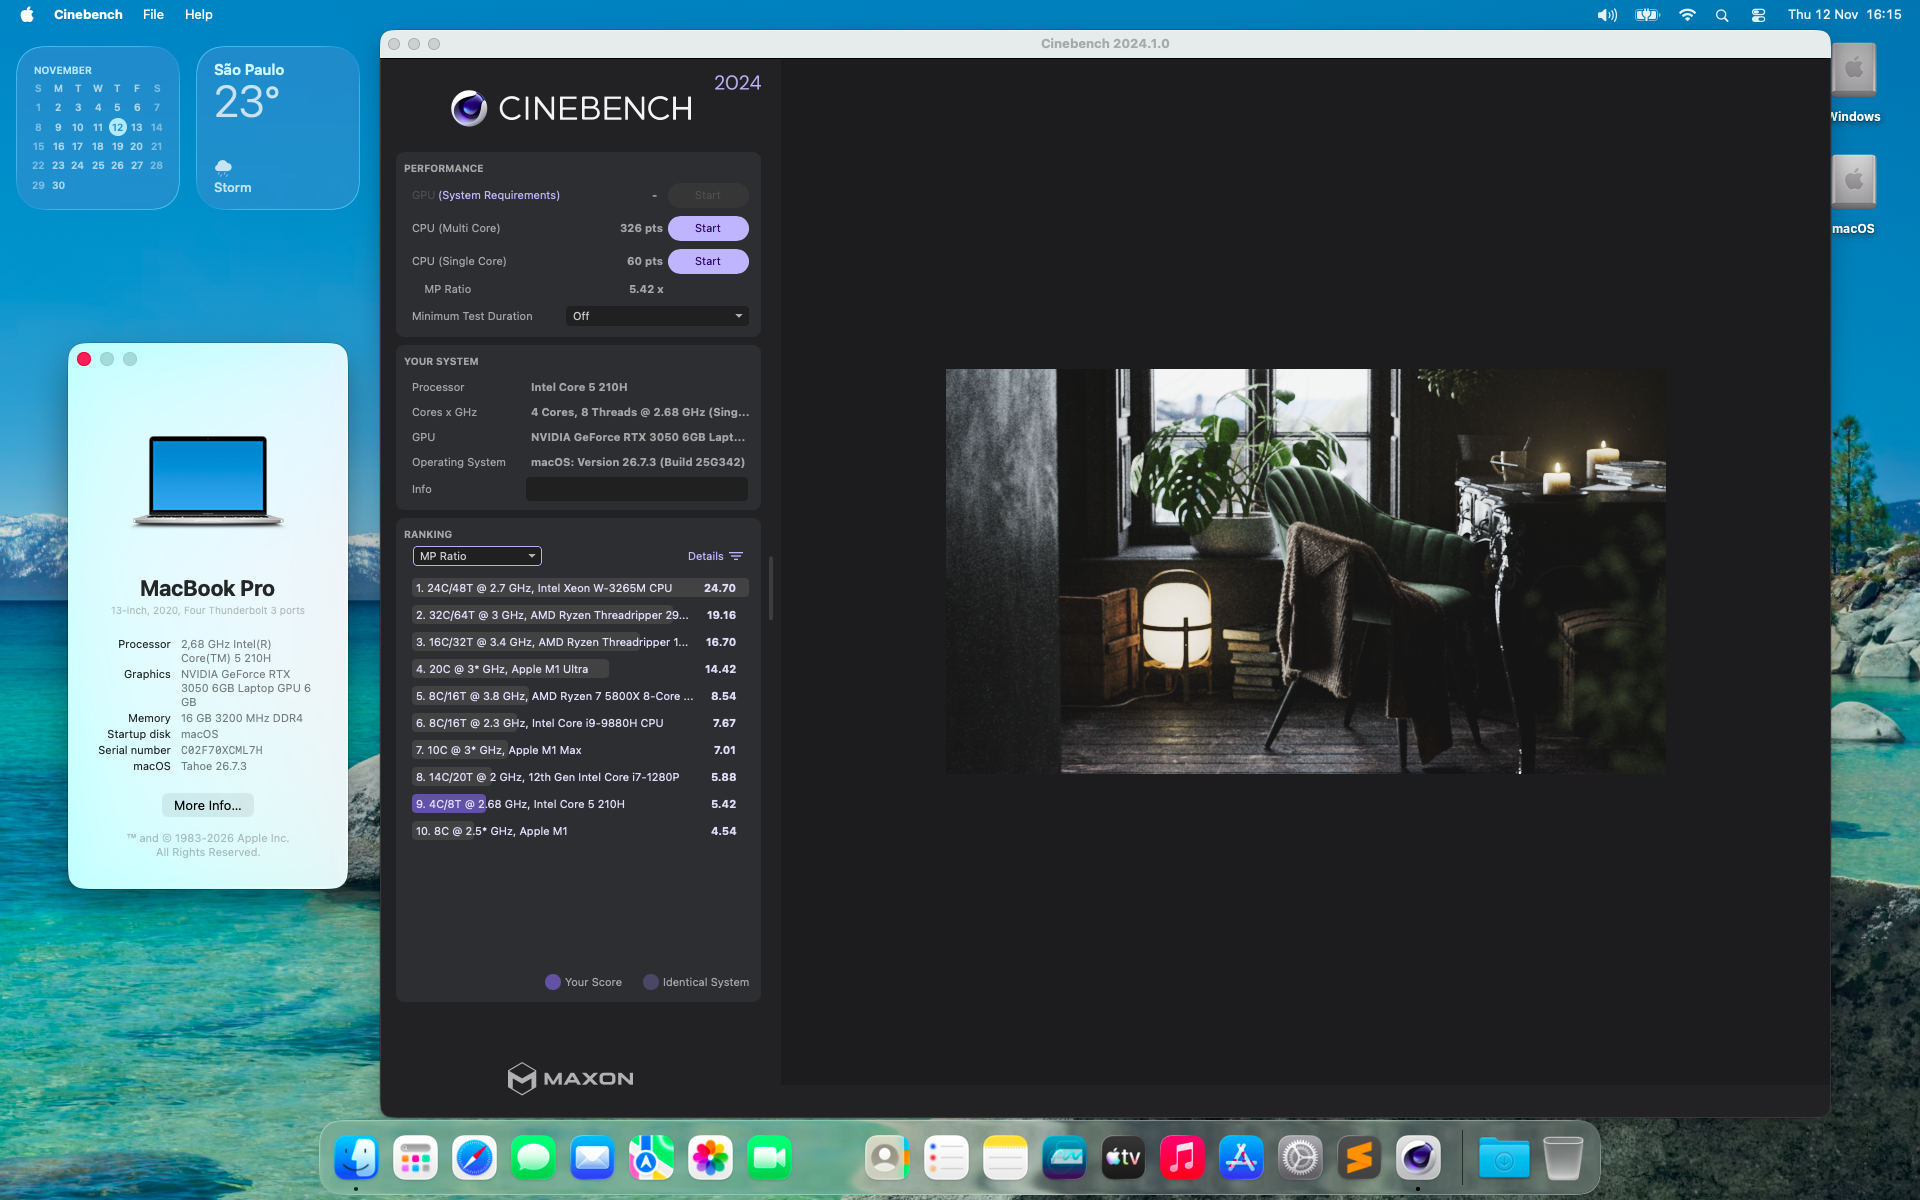 Cinebench File Help
Thu 12 Nov 16:15
NOVEMBER
S M T W T F S
1 2 3 4 5 6 7
8 9 10 11 12 13 14
15 16 17 18 19 20 21
22 23 24 25 26 27 28
29 30
São Paulo
23°
Storm
Windows
macOS
MacBook Pro
13-inch, 2020, Four Thunderbolt 3 ports
Processor 2,68 GHz Intel(R)
Core(TM) 5 210H
Graphics NVIDIA GeForce RTX
3050 6GB Laptop GPU 6
GB
Memory 16 GB 3200 MHz DDR4
Startup disk macOS
Serial number C02F70XCML7H
macOS Tahoe 26.7.3
More Info...
™ and © 1983-2026 Apple Inc.
All Rights Reserved.
Cinebench 2024.1.0
2024
CINEBENCH
PERFORMANCE
GPU (System Requirements) - Start
CPU (Multi Core) 326 pts Start
CPU (Single Core) 60 pts Start
MP Ratio 5.42 x
Minimum Test Duration Off
YOUR SYSTEM
Processor Intel Core 5 210H
Cores x GHz 4 Cores, 8 Threads @ 2.68 GHz (Sing...
GPU NVIDIA GeForce RTX 3050 6GB Lapt...
Operating System macOS: Version 26.7.3 (Build 25G342)
Info
RANKING
MP Ratio Details
1. 24C/48T @ 2.7 GHz, Intel Xeon W-3265M CPU 24.70
2. 32C/64T @ 3 GHz, AMD Ryzen Threadripper 29... 19.16
3. 16C/32T @ 3.4 GHz, AMD Ryzen Threadripper 1... 16.70
4. 20C @ 3* GHz, Apple M1 Ultra 14.42
5. 8C/16T @ 3.8 GHz, AMD Ryzen 7 5800X 8-Core ... 8.54
6. 8C/16T @ 2.3 GHz, Intel Core i9-9880H CPU 7.67
7. 10C @ 3* GHz, Apple M1 Max 7.01
8. 14C/20T @ 2 GHz, 12th Gen Intel Core i7-1280P 5.88
9. 4C/8T @ 2.68 GHz, Intel Core 5 210H 5.42
10. 8C @ 2.5* GHz, Apple M1 4.54
Your Score Identical System
MAXON
tv